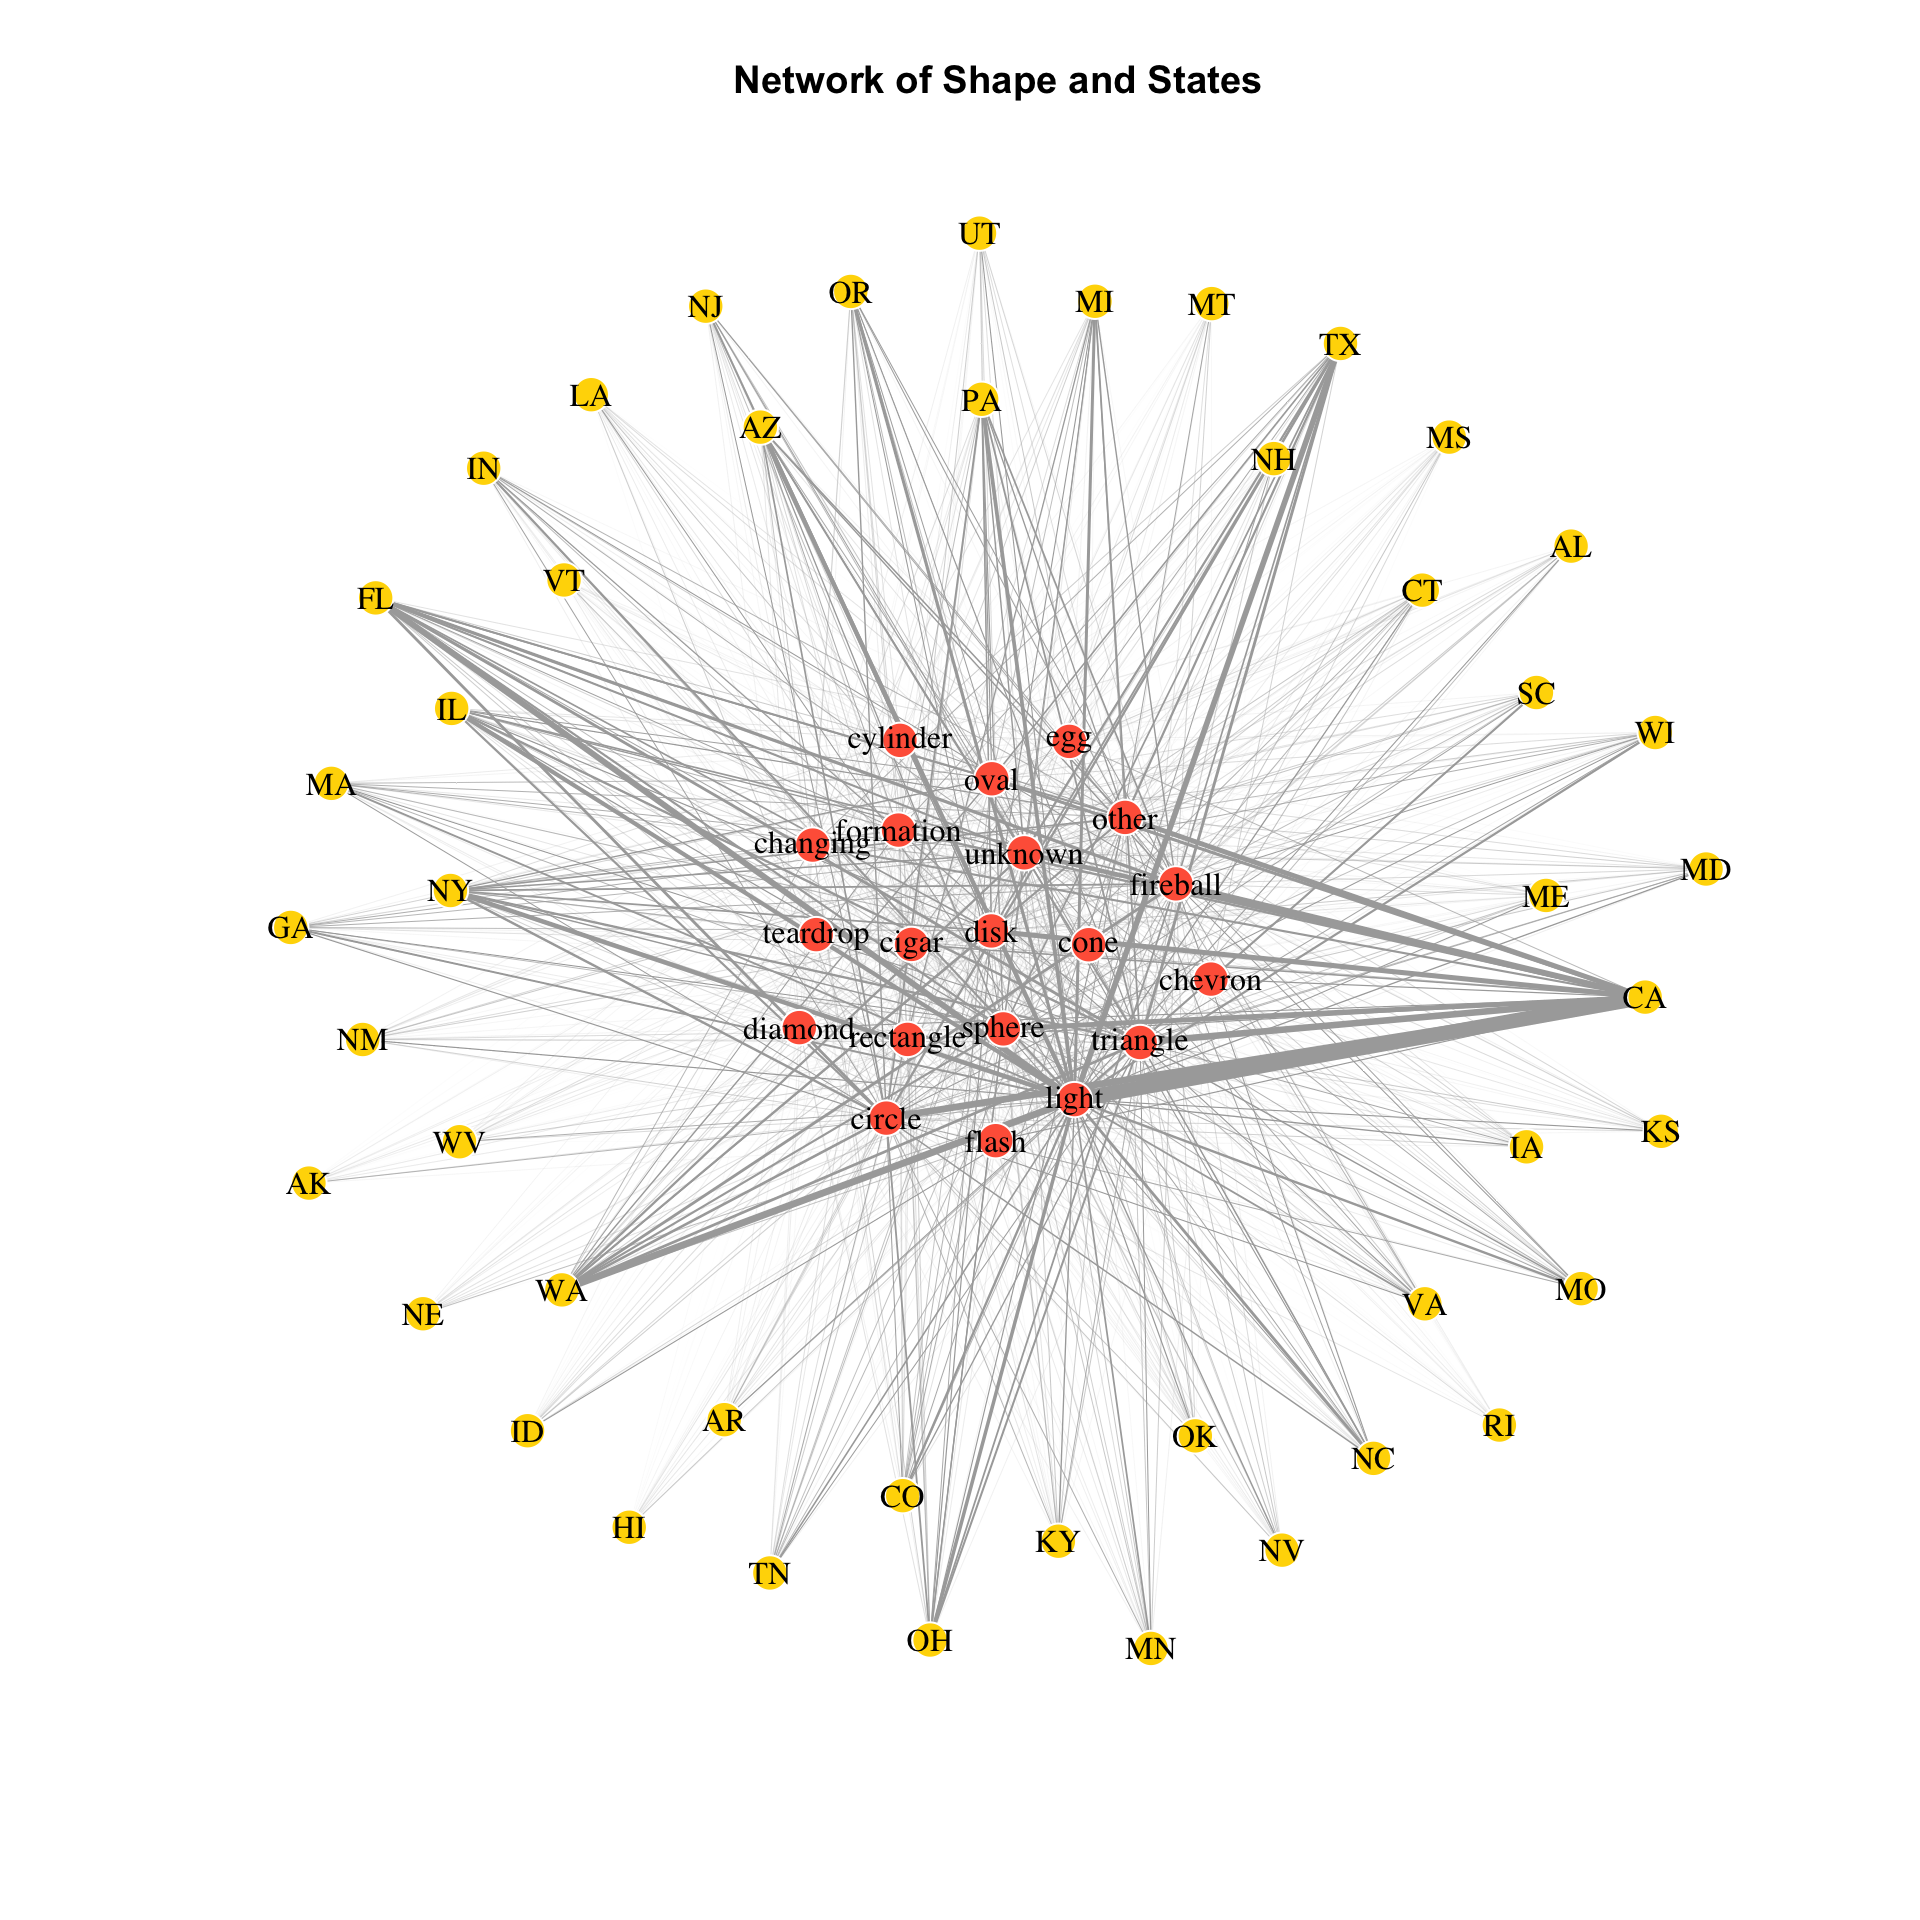 Network of Shape and States
UT
OR
MI
MT
NJ
TX
LA
PA
AZ
MS
NH
IN
AL
VT
CT
FL
SC
IL
WI
cylinder
egg
oval
MA
other
formation
changing
unknown
MD
fireball
NY
ME
GA
teardrop
cigar
disk
cone
chevron
CA
diamond
sphere
rectangle
triangle
NM
light
circle
flash
WV
KS
IA
AK
WA
MO
VA
NE
AR
RI
ID
OK
NC
CO
HI
KY
NV
TN
OH
MN